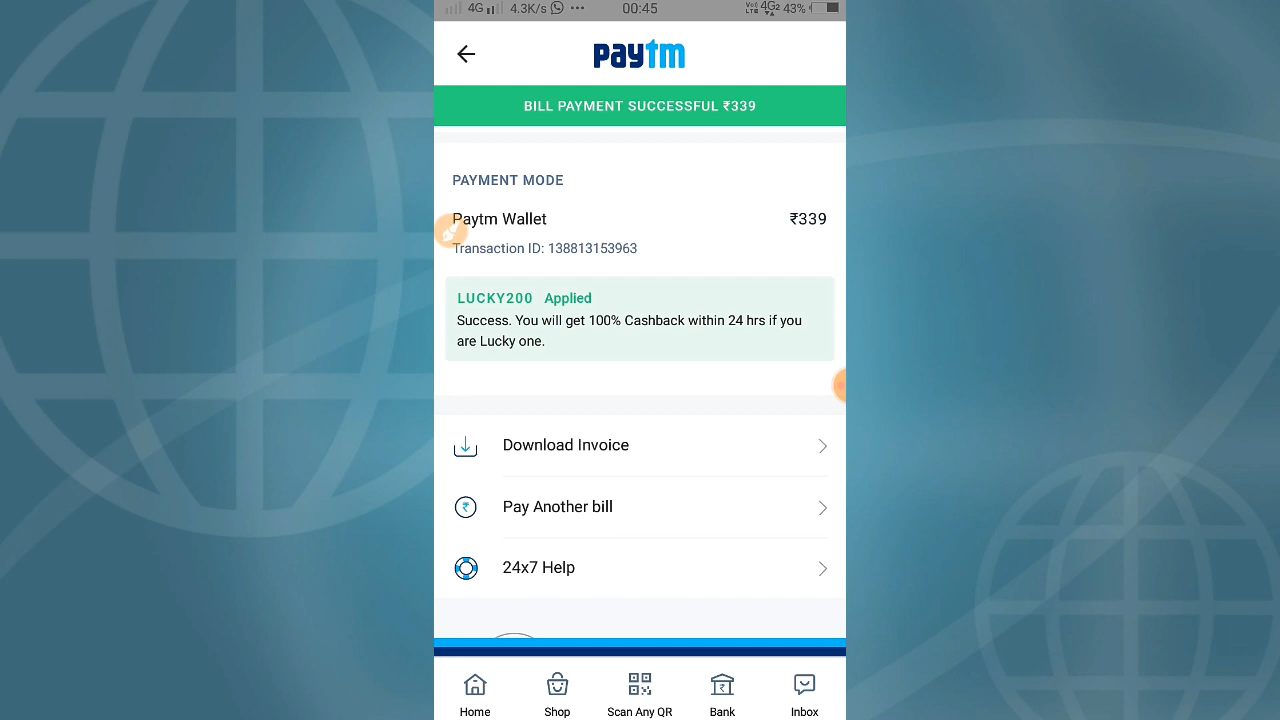 4G 4.3K/s ••• 00:45 VoLTE 4G2 43%
paytm
BILL PAYMENT SUCCESSFUL ₹339
PAYMENT MODE
Paytm Wallet ₹339
Transaction ID: 138813153963
LUCKY200 Applied
Success. You will get 100% Cashback within 24 hrs if you
are Lucky one.
Download Invoice
₹ Pay Another bill
24x7 Help
₹
Home Shop Scan Any QR Bank Inbox